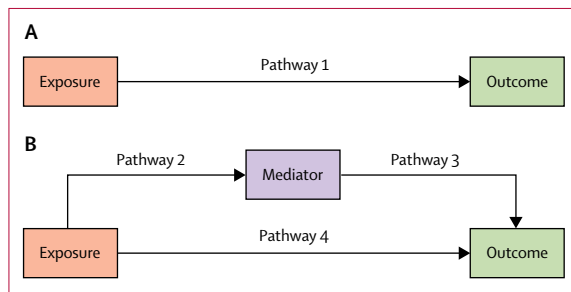 A
Pathway 1
Exposure
Outcome
B
Pathway 2
Mediator
Pathway 3
Pathway 4
Exposure
Outcome